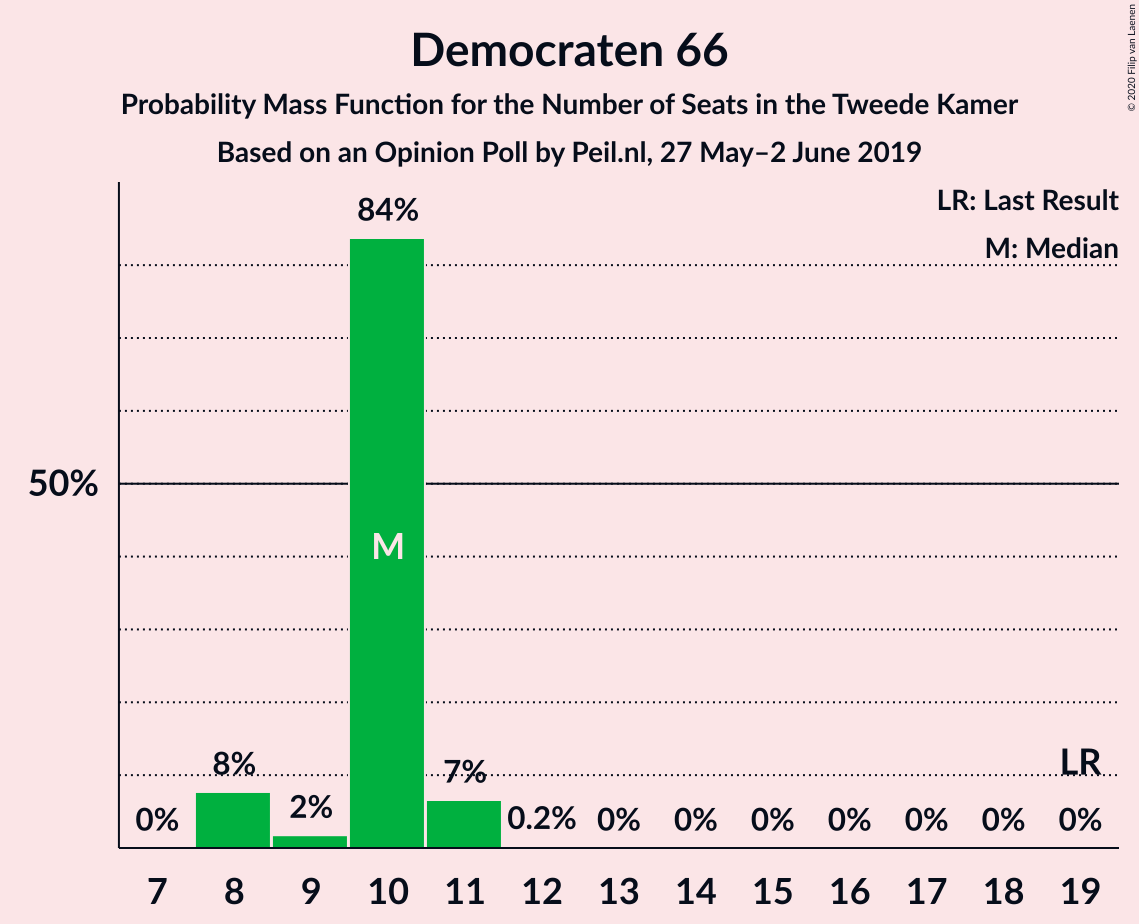 Democraten 66
Probability Mass Function for the Number of Seats in the Tweede Kamer
Based on an Opinion Poll by Peil.nl, 27 May–2 June 2019
© 2020 Filip van Laenen
LR: Last Result
M: Median
84%
50%
M
8%
2%
7%
LR
0%
0.2%
0%
0%
0%
0%
0%
0%
0%
7 8 9 10 11 12 13 14 15 16 17 18 19